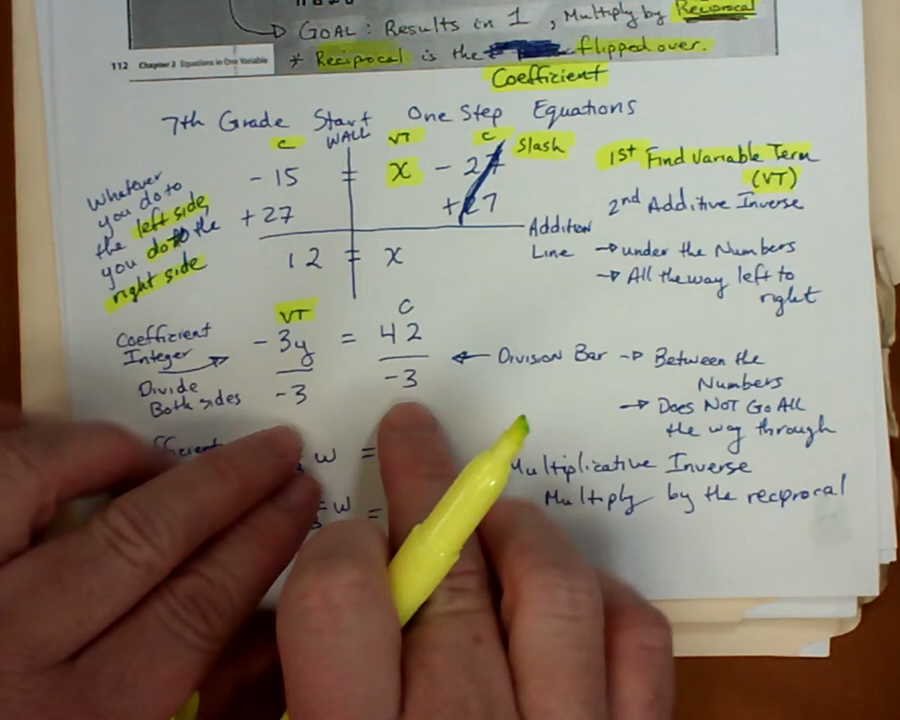 GOAL: Results in 1, Multiply by Reciprocal
* Reciprocal is the flipped over.
112 Chapter 2 Equations in One Variable
Coefficient
7th Grade Start One Step Equations
C WALL VT C Slash
- 15 = x - 27
+ 27 + 27
12 = x
Whatever
you do to
the left side,
you do to the
right side
Addition
Line
1st Find Variable Term
(VT)
2nd Additive Inverse
→ under the Numbers
→ All the way left to
right
VT C
Coefficient
Integer
Divide
Both sides
- 3y = 42
-3 -3
← Division Bar → Between the
Numbers
→ Does NOT Go All
the way through
w =
Multiplicative Inverse
w =
Multiply by the reciprocal